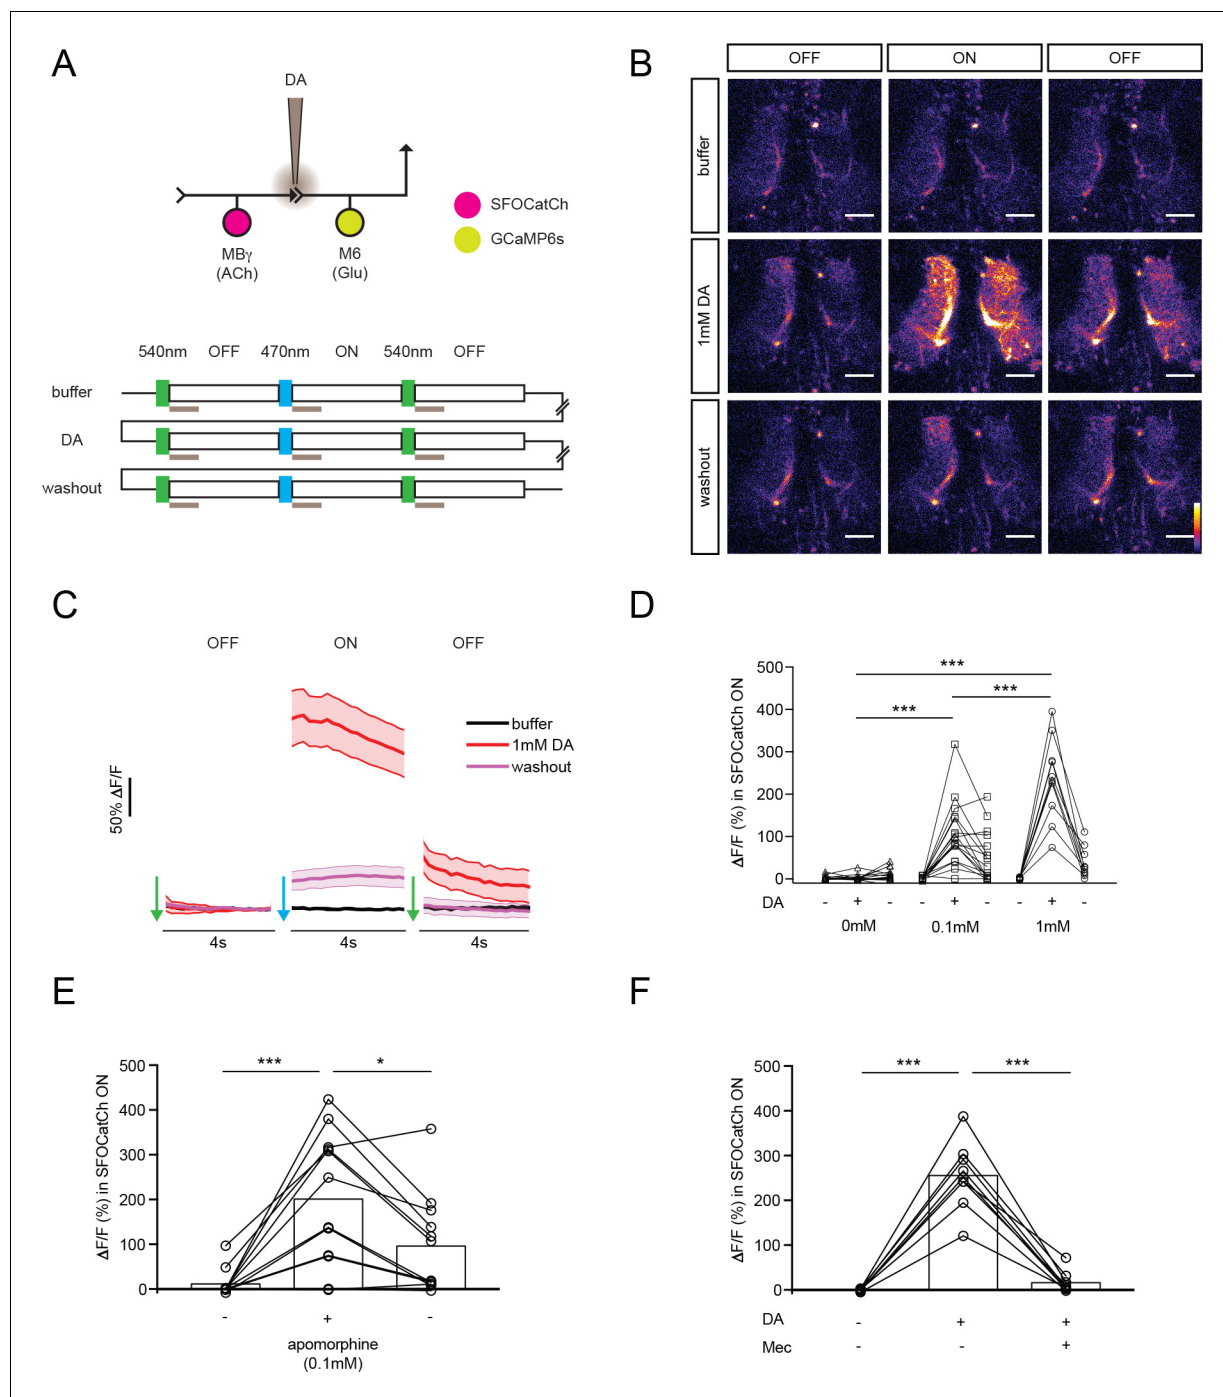 A
DA
SFOCatCh
GCaMP6s
MBγ
(ACh)
M6
(Glu)
540nm OFF 470nm ON 540nm OFF
buffer
DA
washout
B
OFF ON OFF
buffer
1mM DA
washout
C
OFF ON OFF
buffer
1mM DA
washout
50% ΔF/F
4s 4s 4s
D
ΔF/F (%) in SFOCatCh ON
500
400
300
200
100
0
***
***
***
DA - + - - + - - + -
0mM 0.1mM 1mM
E
ΔF/F (%) in SFOCatCh ON
500
400
300
200
100
0
*** *
- + -
apomorphine
(0.1mM)
F
ΔF/F (%) in SFOCatCh ON
500
400
300
200
100
0
*** ***
DA - + +
Mec - - +